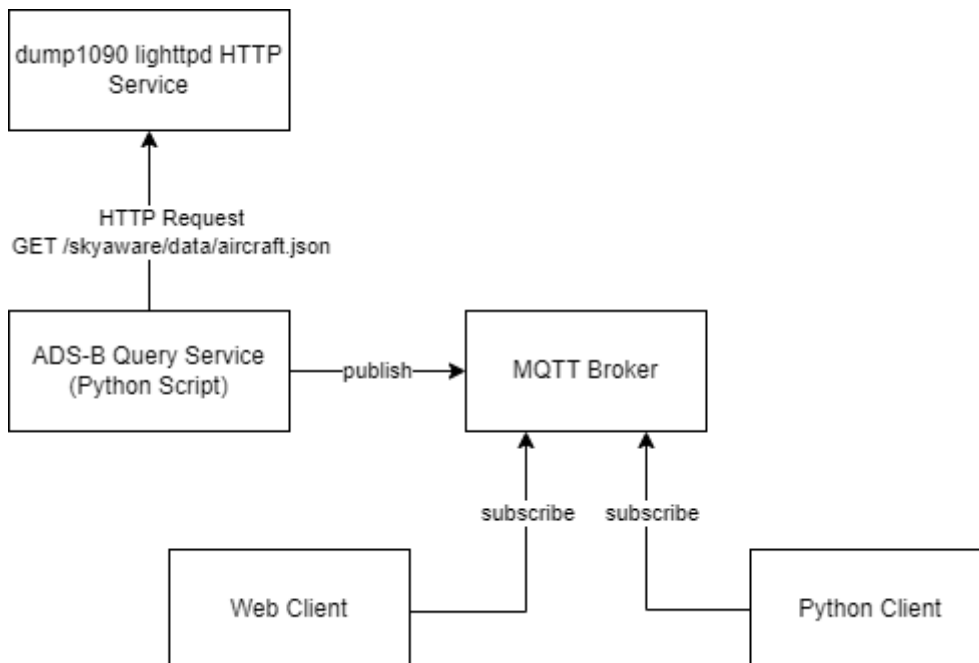 dump1090 lighttpd HTTP
Service
HTTP Request
GET /skyaware/data/aircraft.json
ADS-B Query Service
(Python Script)
publish
MQTT Broker
subscribe
subscribe
Web Client
Python Client